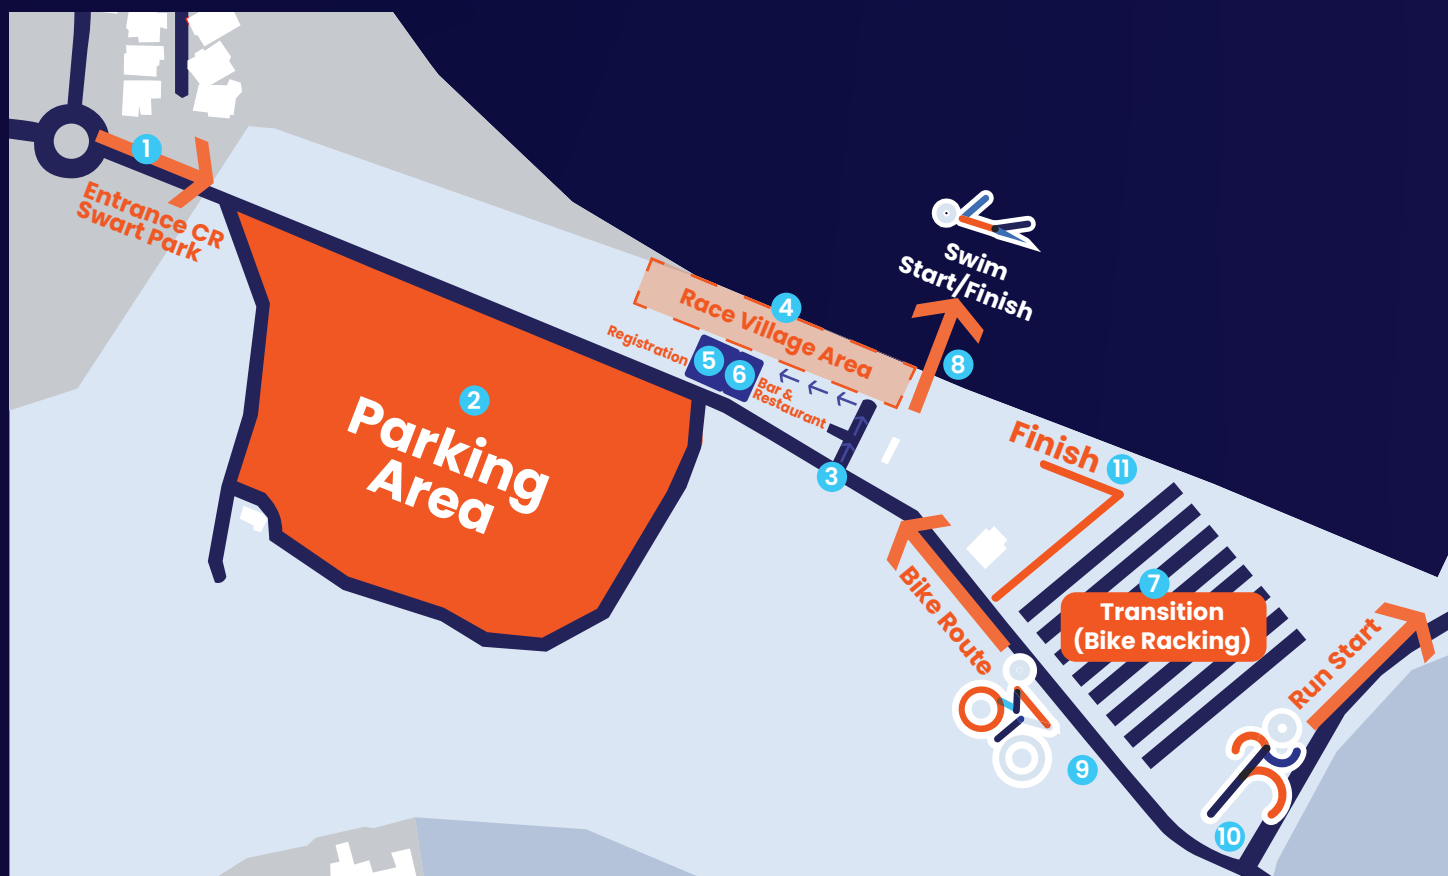 1
Entrance CR
Swart Park
2
Parking
Area
Swim
Start/Finish
4
Race Village Area
Registration
5
6
Bar &
Restaurant
8
3
Finish
11
7
Transition
(Bike Racking)
Bike Route
9
Run Start
10